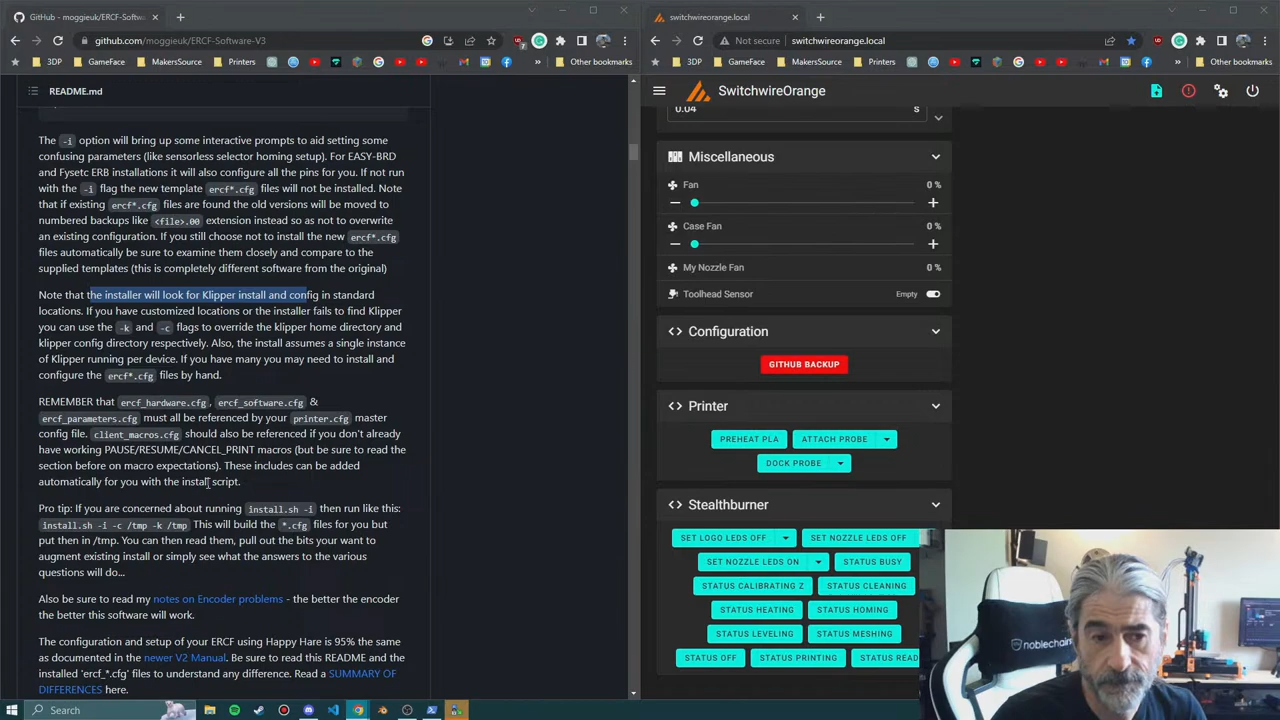 GitHub - moggieuk/ERCF-Softw
switchwireorange.local
github.com/moggieuk/ERCF-Software-V3
Not secure
switchwireorange.local
3DP
GameFace
MakersSource
Printers
Other bookmarks
3DP
GameFace
MakersSource
Printers
Other bookmarks
README.md
The -i option will bring up some interactive prompts to aid setting some
confusing parameters (like sensorless selector homing setup). For EASY-BRD
and Fysetc ERB installations it will also configure all the pins for you. If not run
with the -i flag the new template ercf*.cfg files will not be installed. Note
that if existing ercf*.cfg files are found the old versions will be moved to
numbered backups like <file>.00 extension instead so as not to overwrite
an existing configuration. If you still choose not to install the new ercf*.cfg
files automatically be sure to examine them closely and compare to the
supplied templates (this is completely different software from the original)
Note that the installer will look for Klipper install and config in standard
locations. If you have customized locations or the installer fails to find Klipper
you can use the -k and -c flags to override the klipper home directory and
klipper config directory respectively. Also, the install assumes a single instance
of Klipper running per device. If you have many you may need to install and
configure the ercf*.cfg files by hand.
REMEMBER that ercf_hardware.cfg, ercf_software.cfg &
ercf_parameters.cfg must all be referenced by your printer.cfg master
config file. client_macros.cfg should also be referenced if you don't already
have working PAUSE/RESUME/CANCEL_PRINT macros (but be sure to read the
section before on macro expectations). These includes can be added
automatically for you with the install script.
Pro tip: If you are concerned about running install.sh -i then run like this:
install.sh -i -c /tmp -k /tmp This will build the *.cfg files for you but
put then in /tmp. You can then read them, pull out the bits your want to
augment existing install or simply see what the answers to the various
questions will do...
Also be sure to read my notes on Encoder problems - the better the encoder
the better this software will work.
The configuration and setup of your ERCF using Happy Hare is 95% the same
as documented in the newer V2 Manual. Be sure to read this README and the
installed 'ercf_*.cfg' files to understand any difference. Read a SUMMARY OF
DIFFERENCES here.
SwitchwireOrange
0.04
s
Miscellaneous
Fan
0 %
Case Fan
0 %
My Nozzle Fan
0 %
Toolhead Sensor
Empty
Configuration
GITHUB BACKUP
Printer
PREHEAT PLA
ATTACH PROBE
DOCK PROBE
Stealthburner
SET LOGO LEDS OFF
SET NOZZLE LEDS OFF
SET NOZZLE LEDS ON
STATUS BUSY
STATUS CALIBRATING Z
STATUS CLEANING
STATUS HEATING
STATUS HOMING
STATUS LEVELING
STATUS MESHING
STATUS OFF
STATUS PRINTING
STATUS READ
noblechair
Search